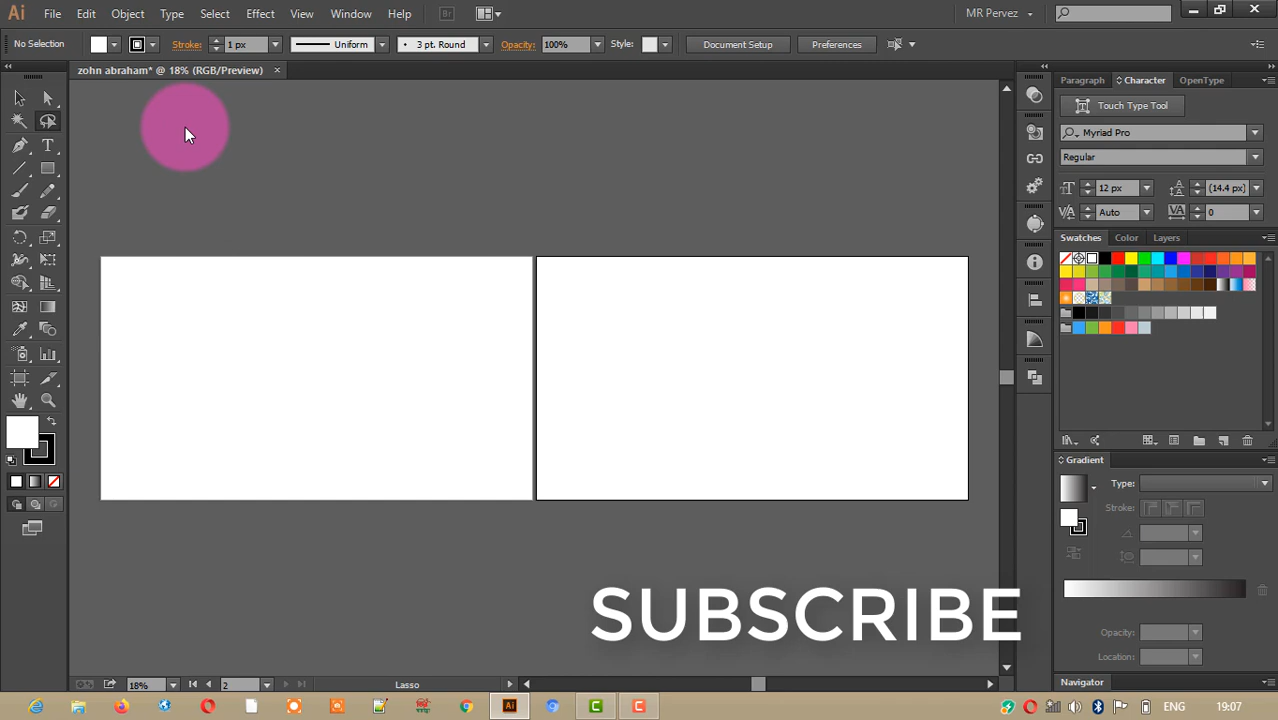 Ai File Edit Object Type Select Effect View Window Help Br MR Pervez
No Selection Stroke: 1 px Uniform 3 pt. Round Opacity: 100% Style: Document Setup Preferences
zohn abraham* @ 18% (RGB/Preview) ×
Paragraph Character OpenType
Touch Type Tool
Myriad Pro
Regular
12 px (14.4 px)
Auto 0
Swatches Color Layers
Gradient
Type:
Stroke:
Opacity:
Location:
SUBSCRIBE
18% 2 Lasso
Navigator
ENG 19:07